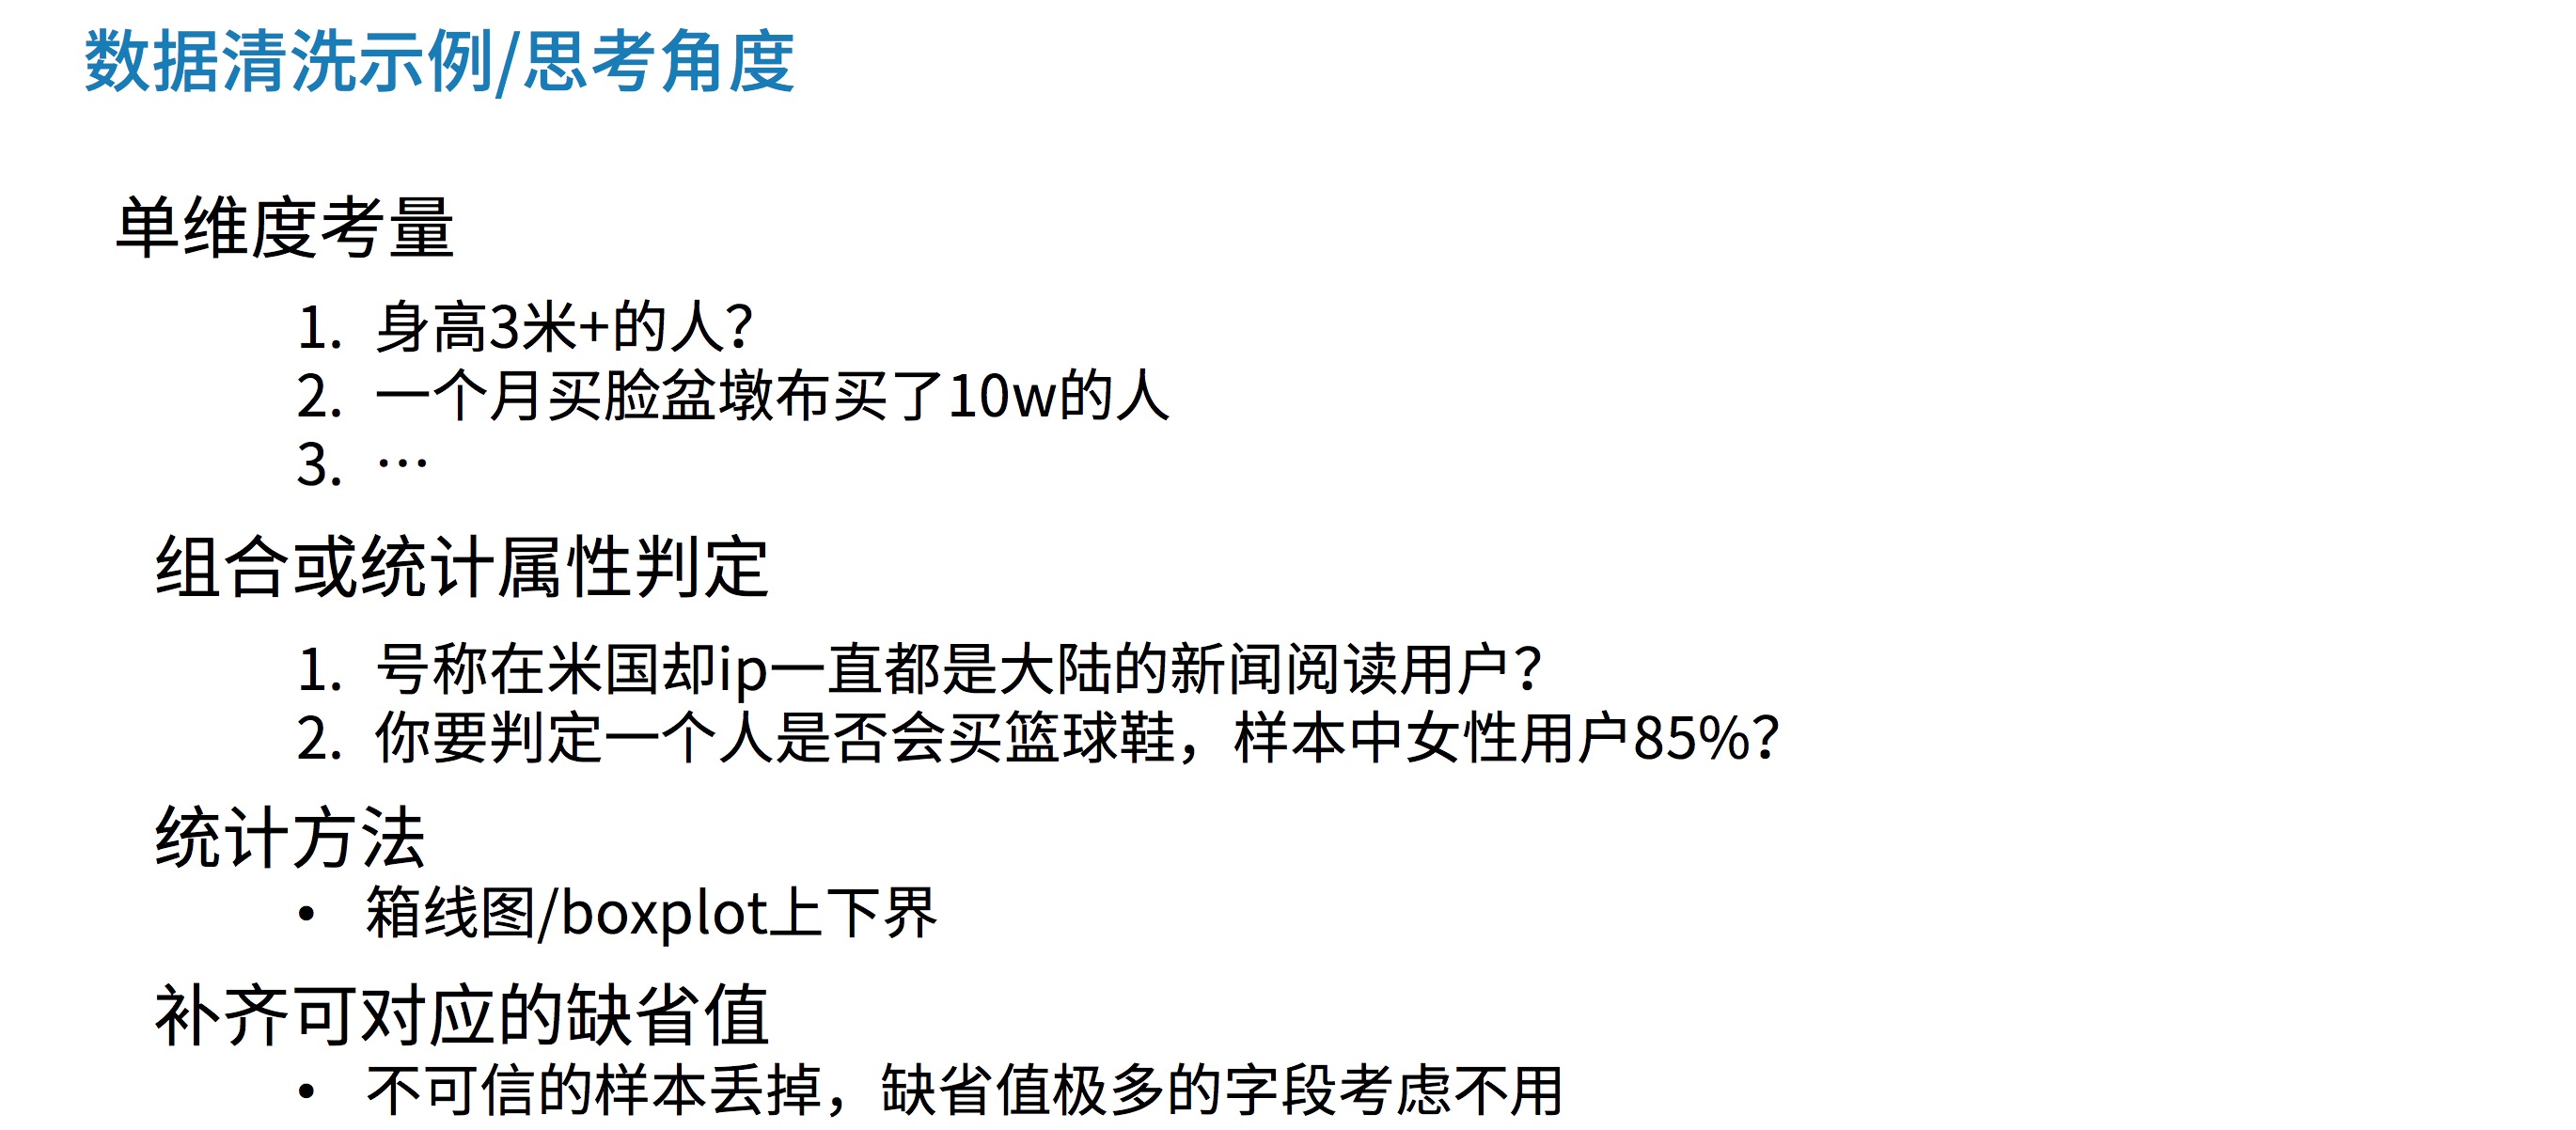 数据清洗示例/思考角度
单维度考量
1. 身高3米+的人？
2. 一个月买脸盆墩布买了10w的人
3. …
组合或统计属性判定
1. 号称在米国却ip一直都是大陆的新闻阅读用户？
2. 你要判定一个人是否会买篮球鞋，样本中女性用户85%？
统计方法
• 箱线图/boxplot上下界
补齐可对应的缺省值
• 不可信的样本丢掉，缺省值极多的字段考虑不用